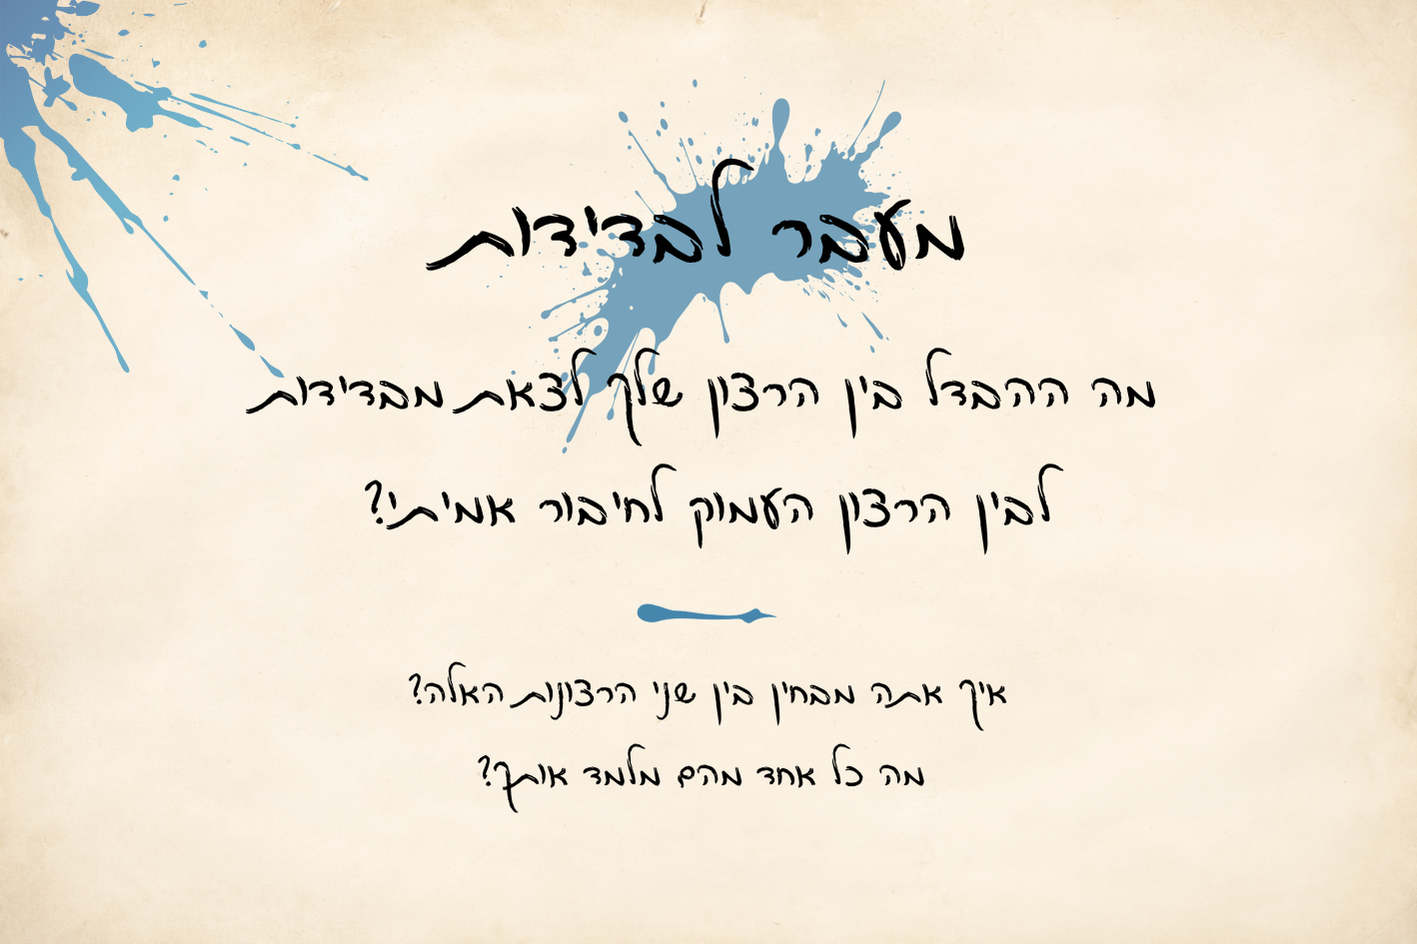 מעבר לבדידות
מה ההבדל בין הרצון שלך לצאת מבדידות
לבין הרצון העמוק לחיבור אמיתי?
איך אתה מבחין בין שני הרצונות האלה?
מה כל אחד מהם מלמד אותך?